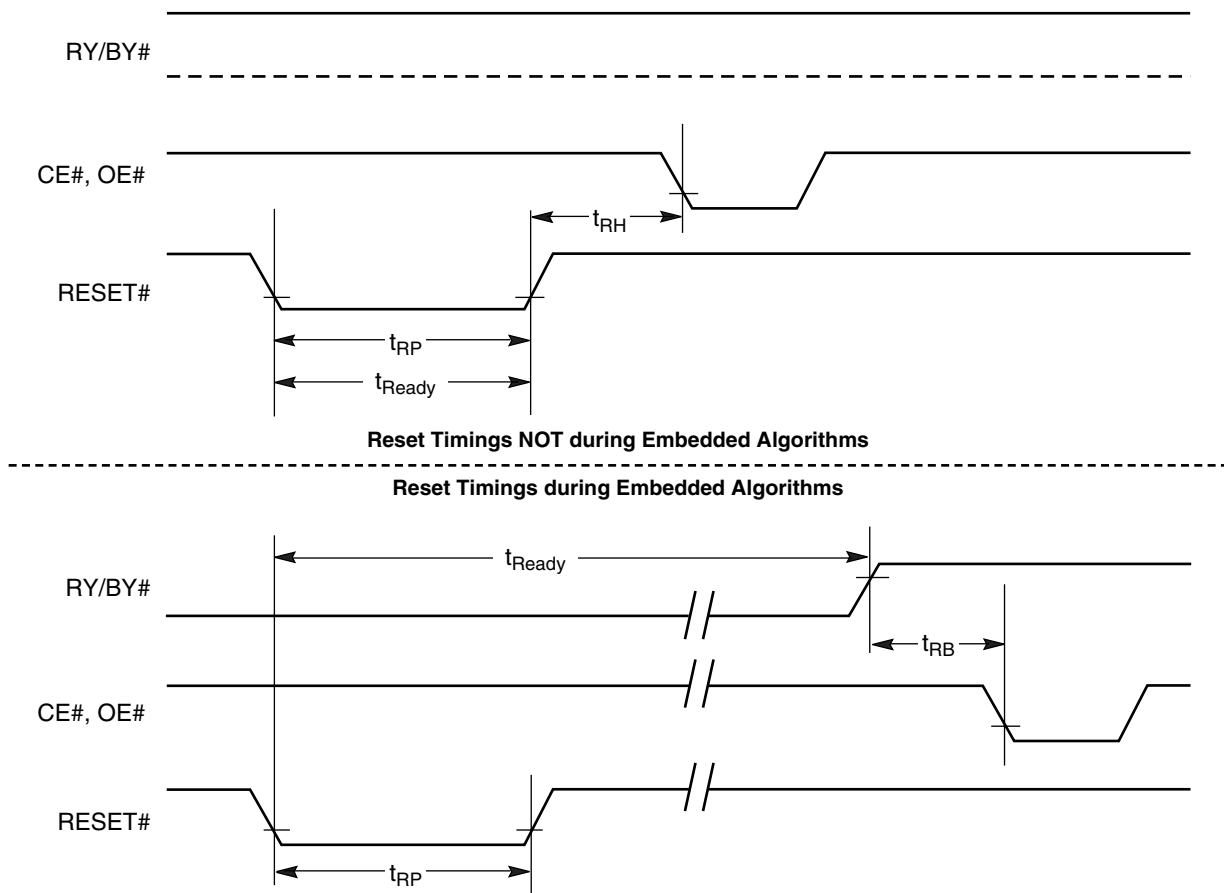 RY/BY#
CE#, OE#
tRH
RESET#
tRP
tReady
Reset Timings NOT during Embedded Algorithms
Reset Timings during Embedded Algorithms
tReady
RY/BY#
tRB
CE#, OE#
RESET#
tRP